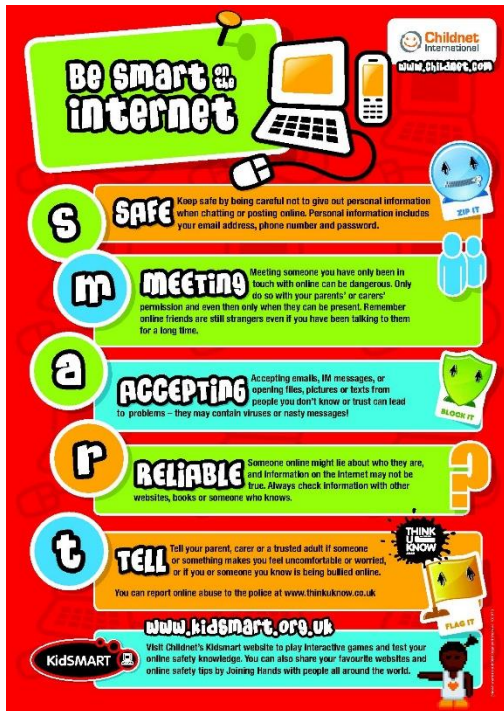 Childnet
International
www.childnet.com
Be smart on the
internet
s
SAFE
Keep safe by being careful not to give out personal information
when chatting or posting online. Personal information includes
your email address, phone number and password.
ZIP IT
m
MEETING
Meeting someone you have only been in
touch with online can be dangerous. Only
do so with your parents' or carers'
permission and even then only when they can be present. Remember
online friends are still strangers even if you have been talking to them
for a long time.
a
ACCEPTING
Accepting emails, IM messages, or
opening files, pictures or texts from
people you don't know or trust can lead
to problems – they may contain viruses or nasty messages!
BLOCK IT
r
RELIABLE
Someone online might lie about who they are,
and information on the internet may not be
true. Always check information with other
websites, books or someone who knows.
?
t
TELL
Tell your parent, carer or a trusted adult if someone
or something makes you feel uncomfortable or worried,
or if you or someone you know is being bullied online.
You can report online abuse to the police at www.thinkuknow.co.uk
THINK
U
KNOW
FLAG IT
www.kidsmart.org.uk
KidSMART
Visit Childnet's Kidsmart website to play interactive games and test your
online safety knowledge. You can also share your favourite websites and
online safety tips by Joining Hands with people all around the world.